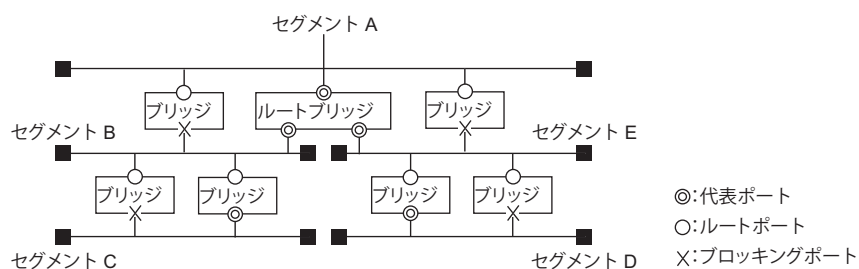 セグメント A
ブリッジ
ルートブリッジ
ブリッジ
セグメント B
セグメント E
ブリッジ
ブリッジ
ブリッジ
ブリッジ
◎:代表ポート
○:ルートポート
X:ブロッキングポート
セグメント C
セグメント D